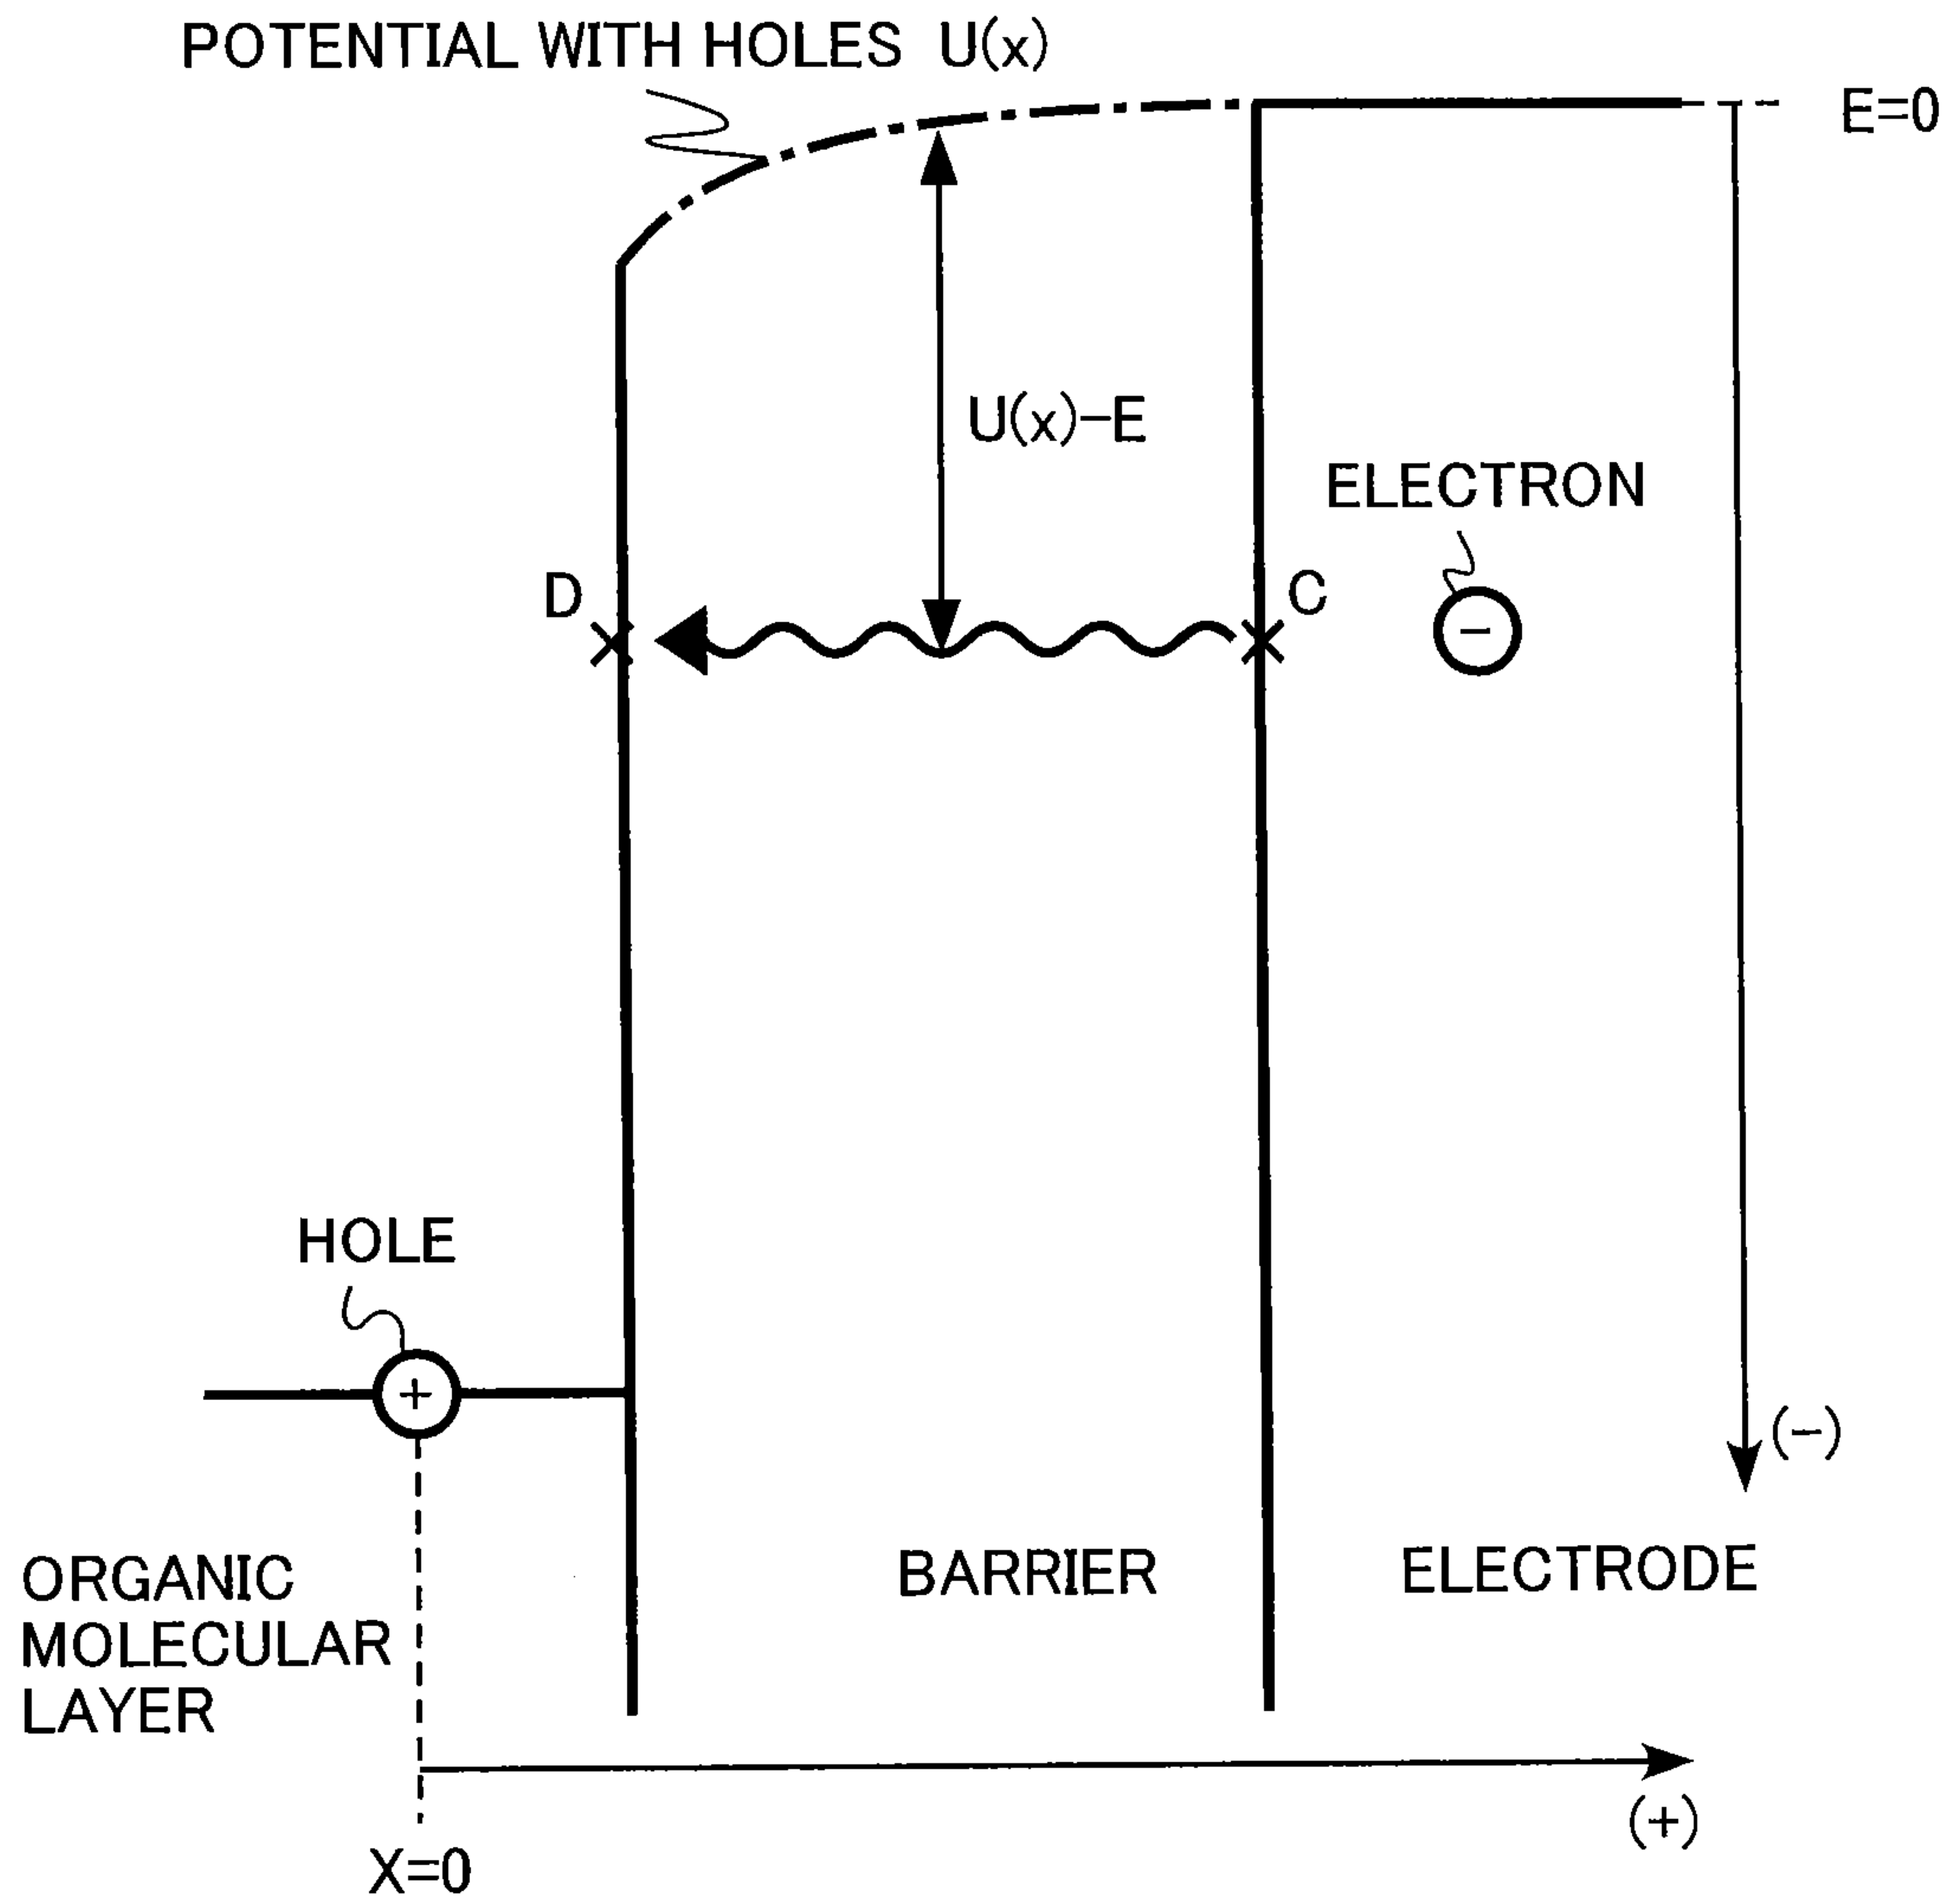 POTENTIAL WITH HOLES U(x)
E=0
U(x)-E
ELECTRON
D
C
−
HOLE
+
(−)
ORGANIC
MOLECULAR
LAYER
BARRIER
ELECTRODE
(+)
X=0